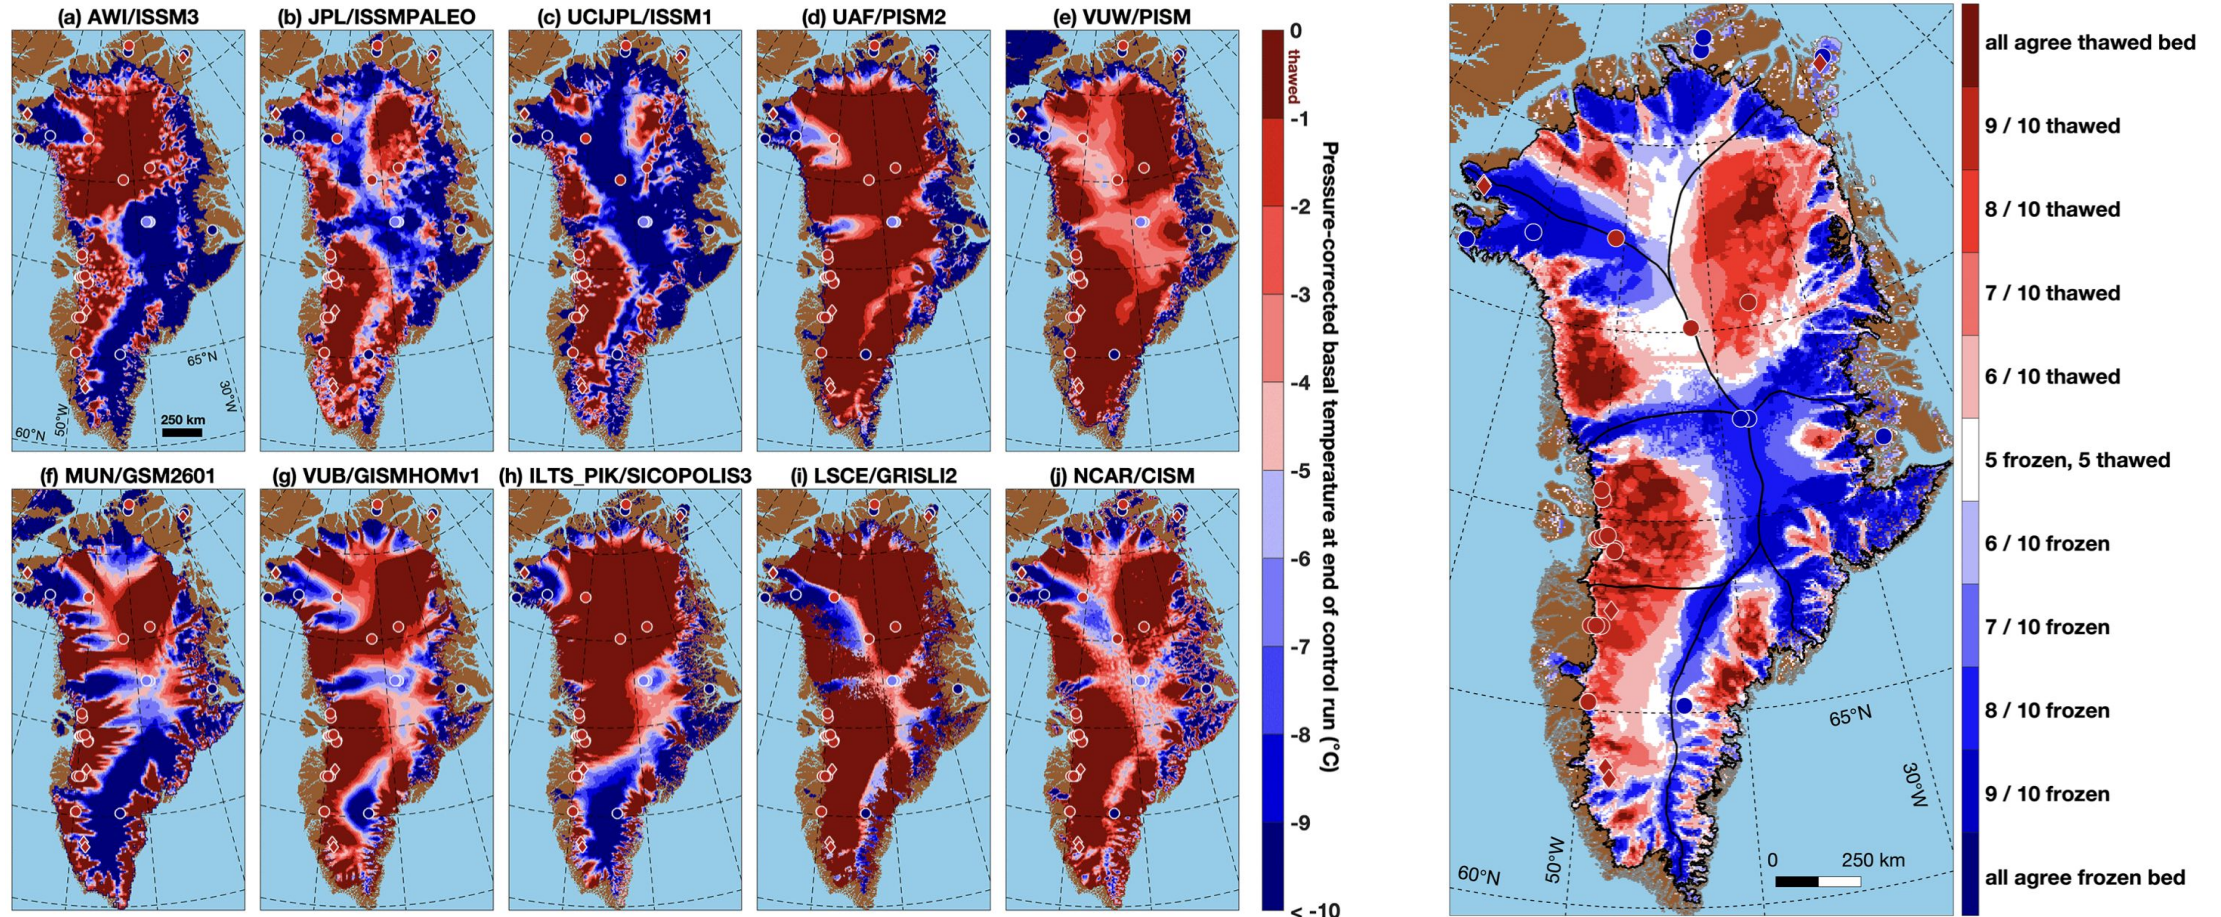 (a) AWI/ISSM3
(b) JPL/ISSMPALEO
(c) UCIJPL/ISSM1
(d) UAF/PISM2
(e) VUW/PISM
65°N
30°W
50°W
60°N
250 km
(f) MUN/GSM2601
(g) VUB/GISMHOMv1
(h) ILTS_PIK/SICOPOLIS3
(i) LSCE/GRISLI2
(j) NCAR/CISM
0
thawed
-1
-2
-3
-4
-5
-6
-7
-8
-9
< -10
Pressure-corrected basal temperature at end of control run (°C)
65°N
30°W
50°W
60°N
0 250 km
all agree thawed bed
9 / 10 thawed
8 / 10 thawed
7 / 10 thawed
6 / 10 thawed
5 frozen, 5 thawed
6 / 10 frozen
7 / 10 frozen
8 / 10 frozen
9 / 10 frozen
all agree frozen bed